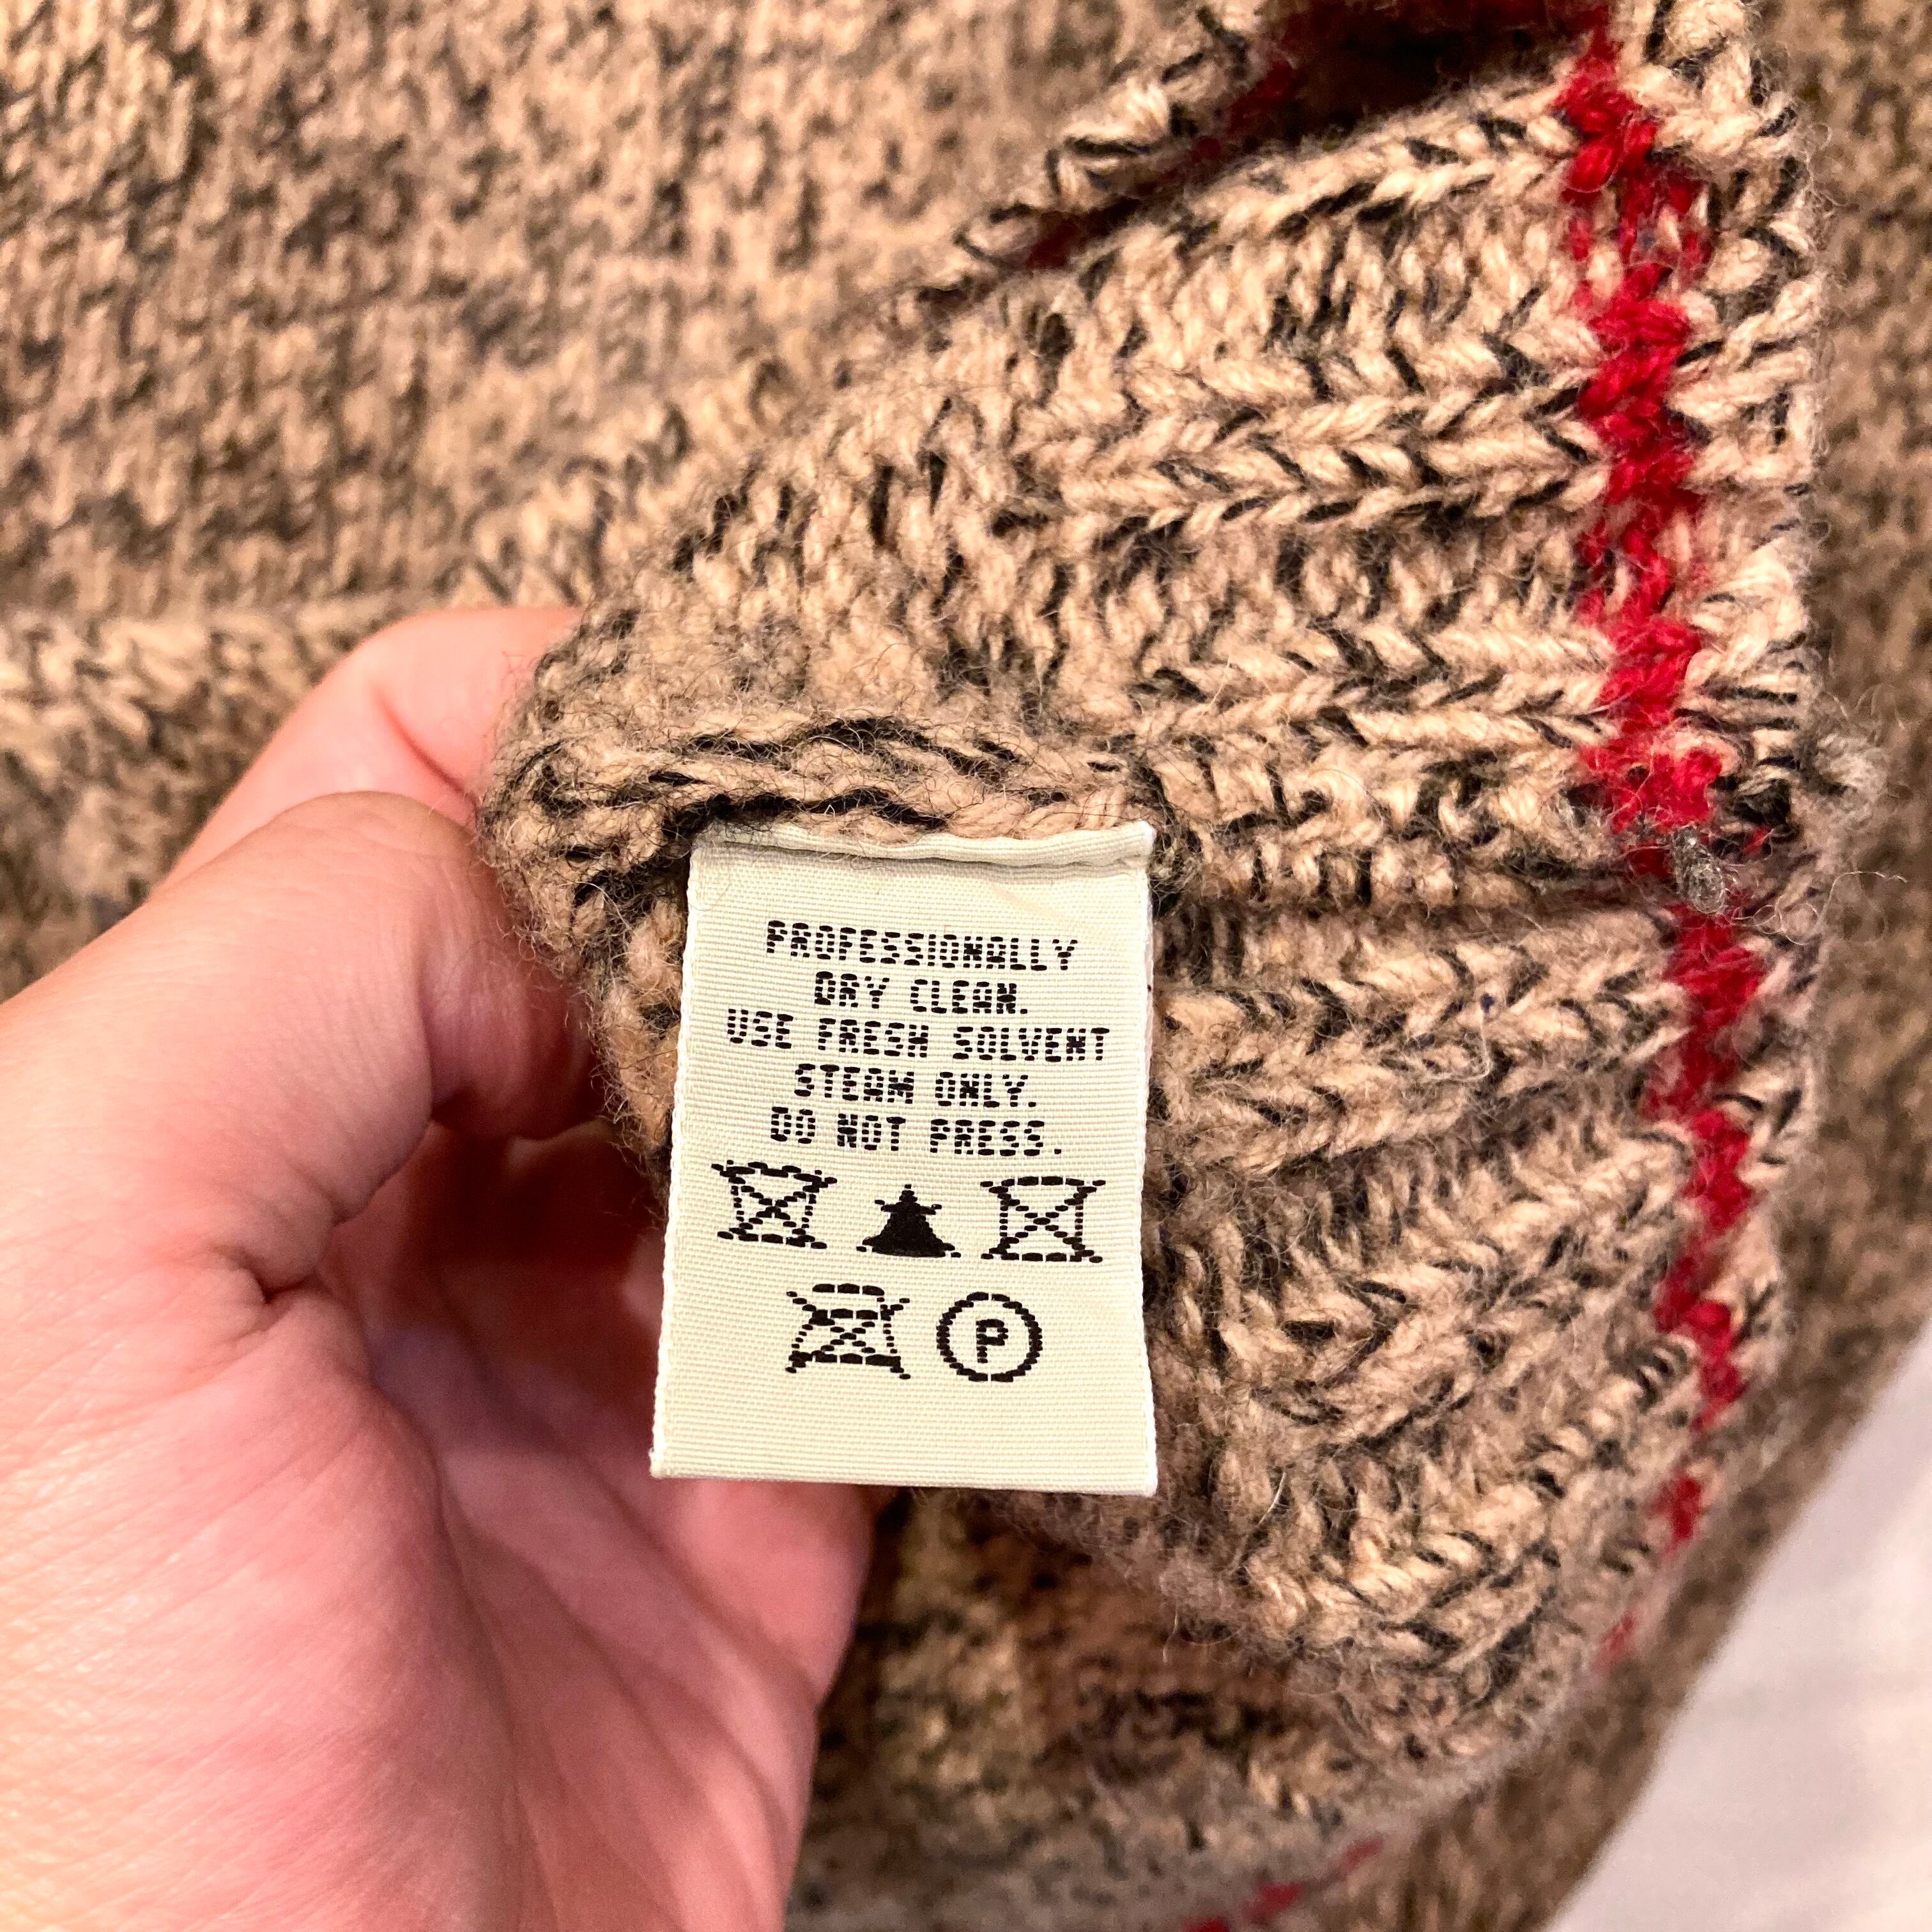 PROFESSIONALLY
DRY CLEAN.
USE FRESH SOLVENT
STEAM ONLY.
DO NOT PRESS.
P